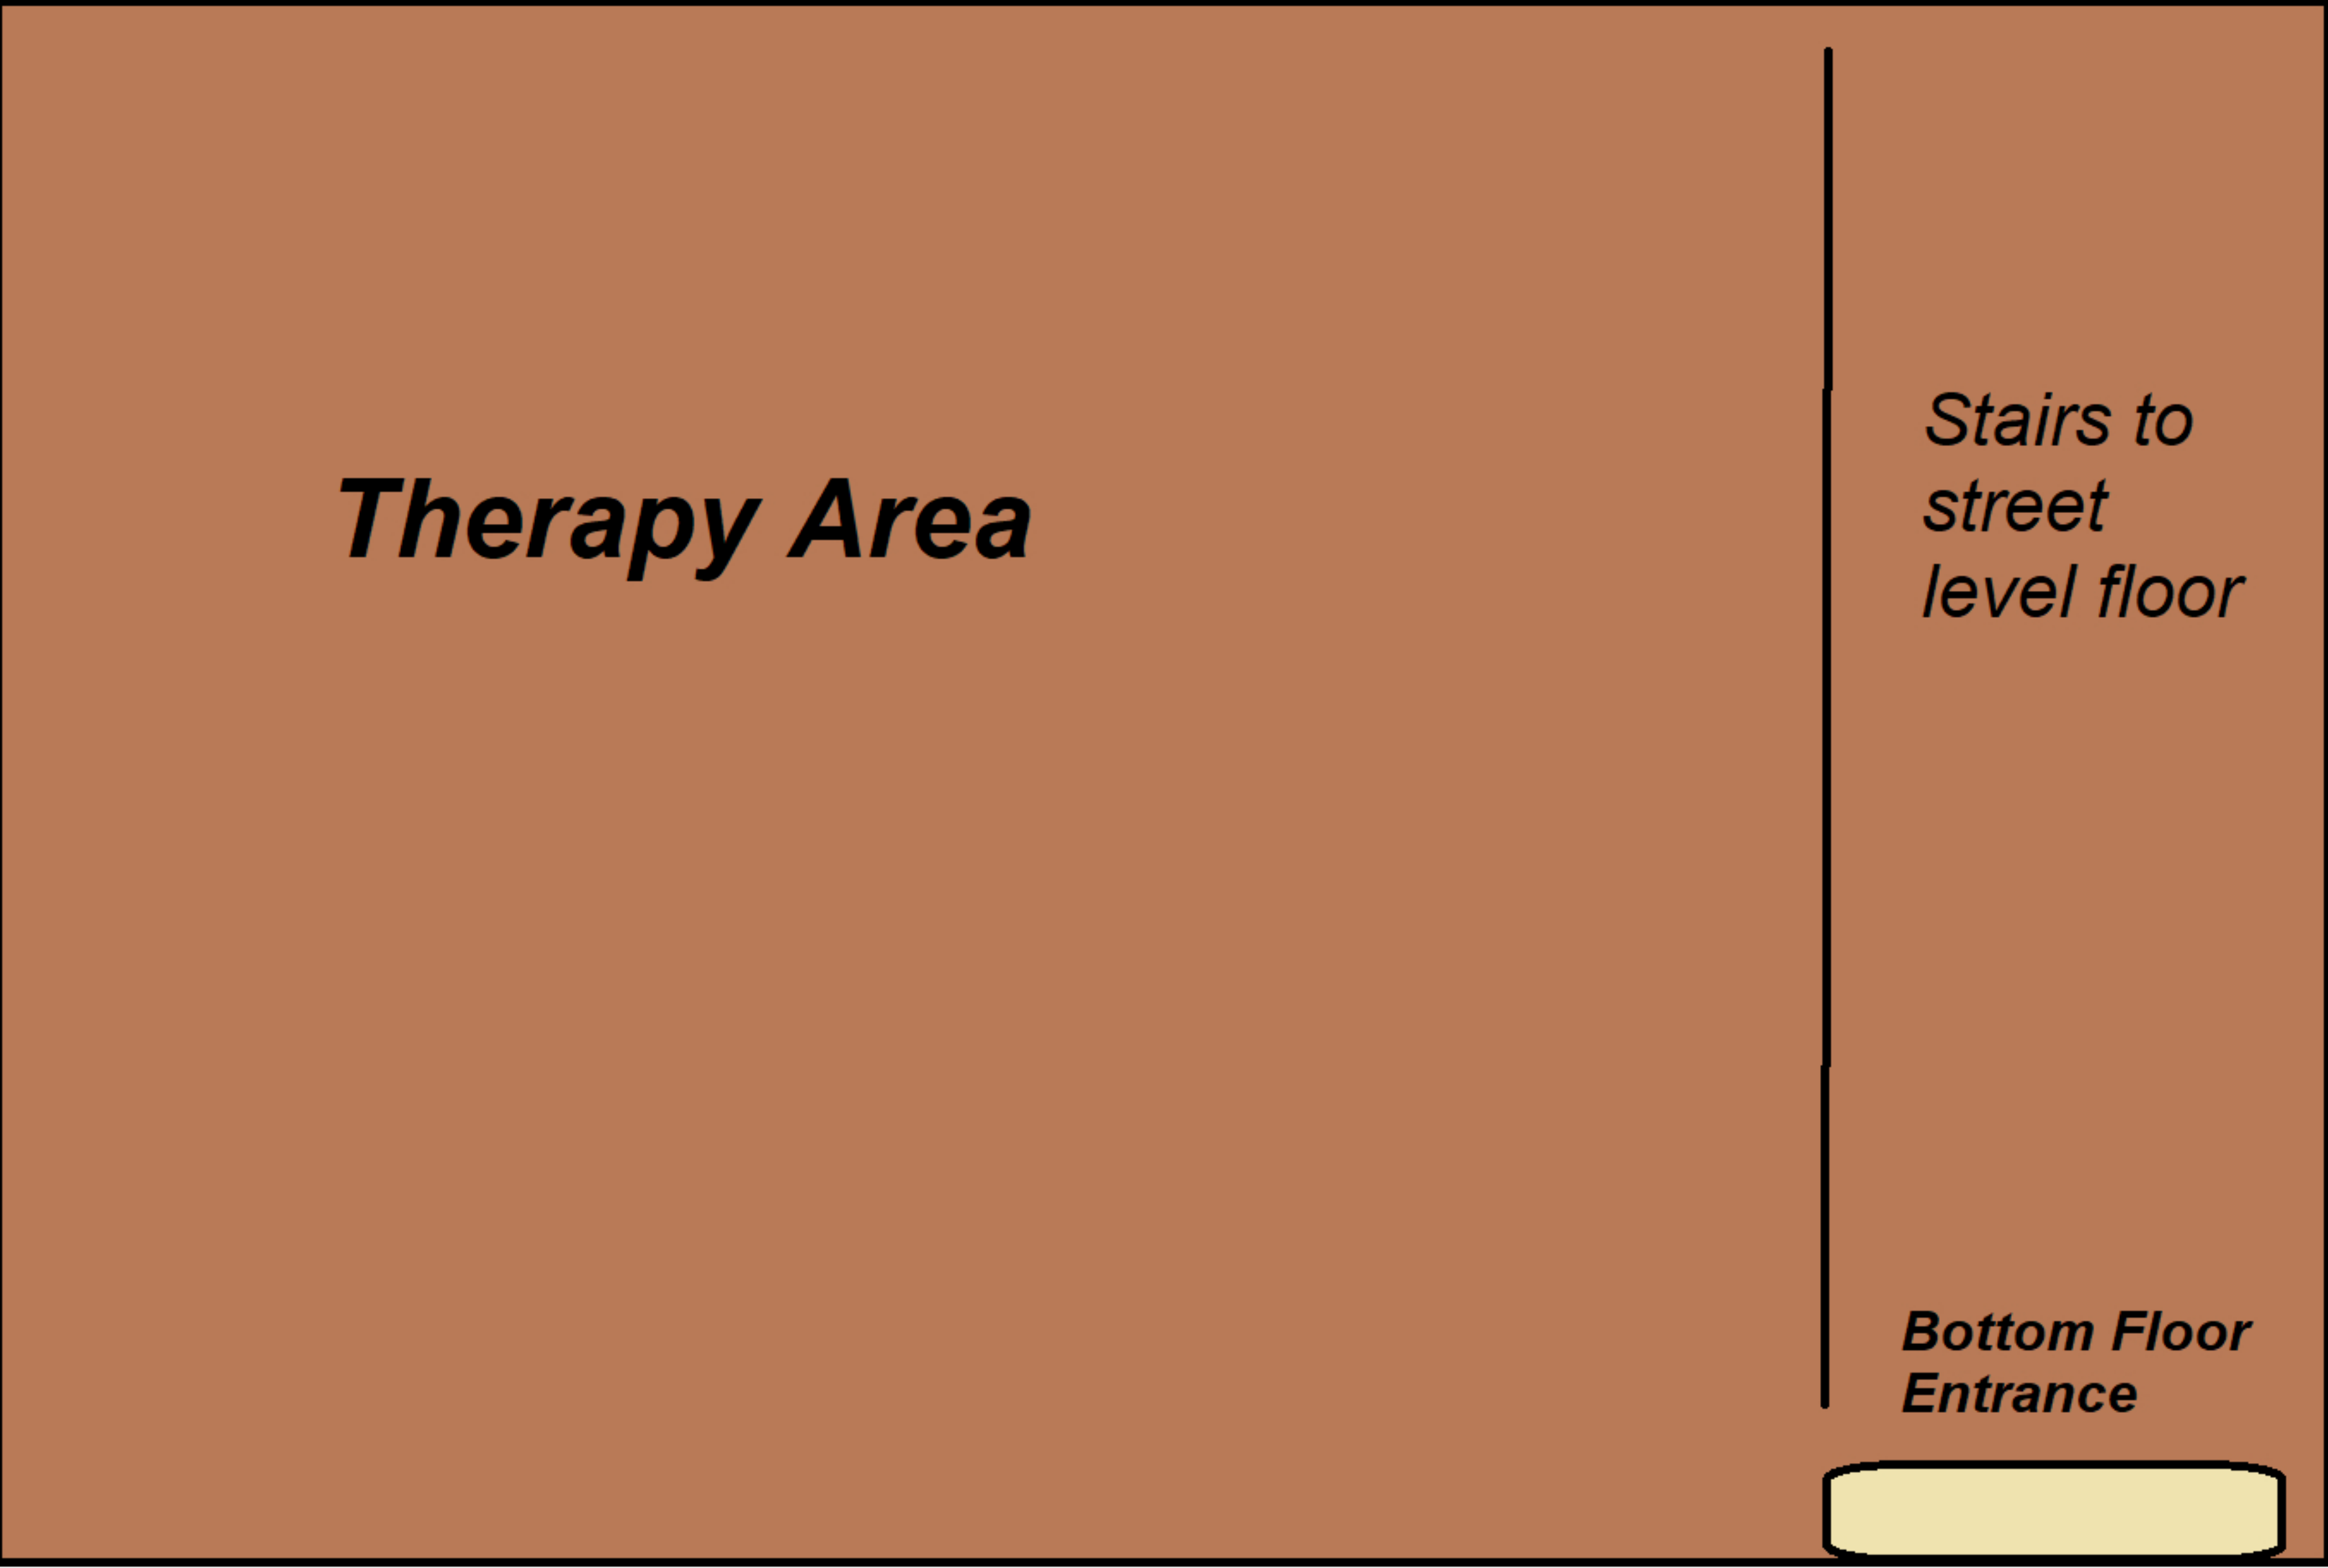 Therapy Area
Stairs to
street
level floor
Bottom Floor
Entrance